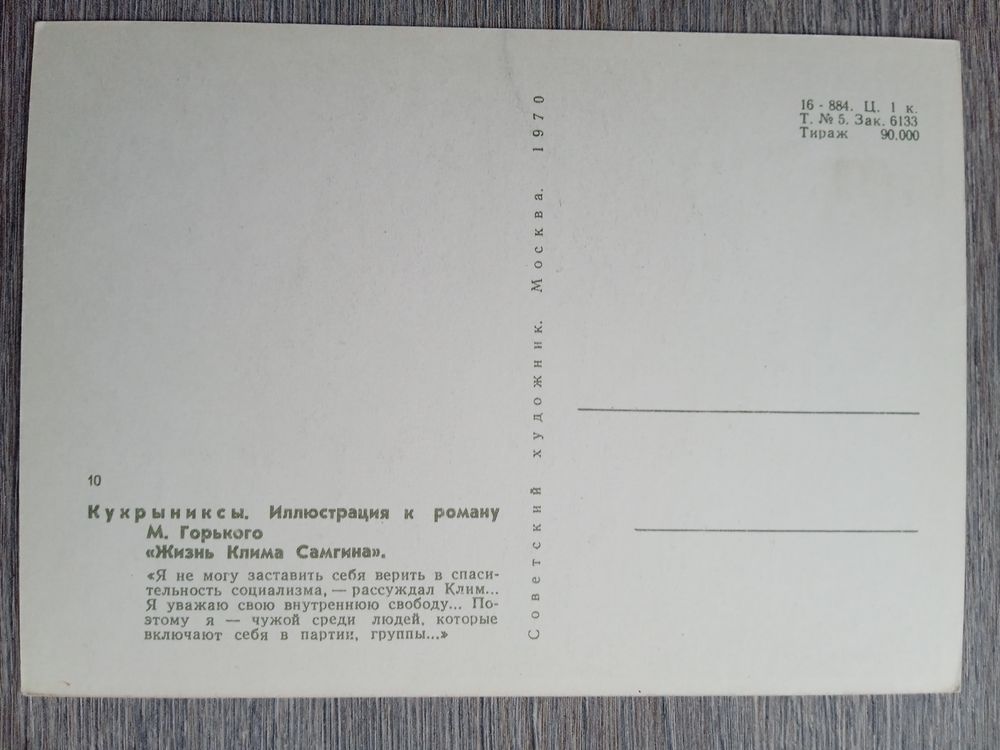 16 - 884. Ц. 1 к.
Т. № 5. Зак. 6133
Тираж 90.000
Советский художник. Москва. 1970
10
Кукрыниксы. Иллюстрация к роману
М. Горького
«Жизнь Клима Самгина».
«Я не могу заставить себя верить в спаси-
тельность социализма, — рассуждал Клим...
Я уважаю свою внутреннюю свободу... По-
этому я — чужой среди людей, которые
включают себя в партии, группы...»